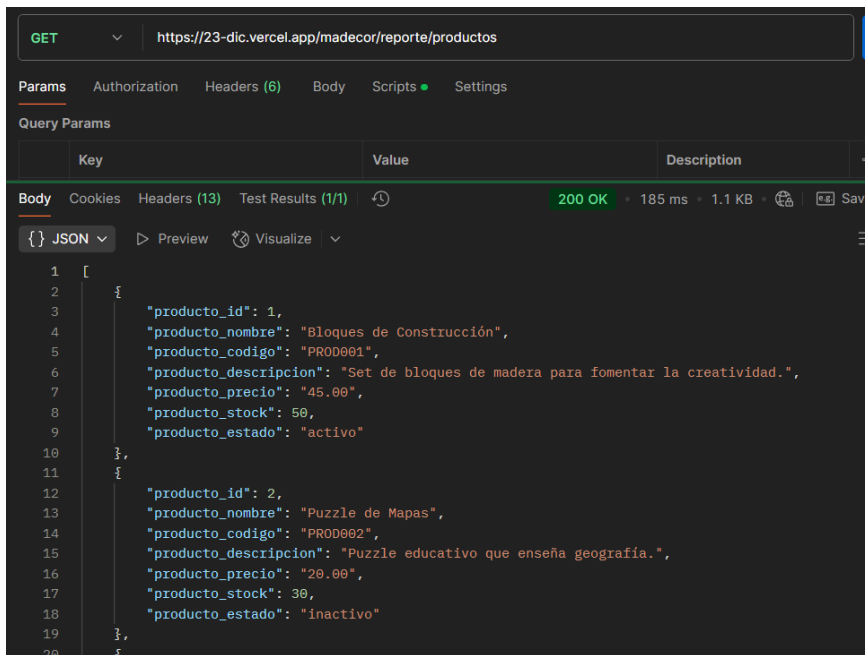 GET https://23-dic.vercel.app/madecor/reporte/productos
Params Authorization Headers (6) Body Scripts Settings
Query Params
Key Value Description
Body Cookies Headers (13) Test Results (1/1) 200 OK 185 ms 1.1 KB e.g. Sav
{} JSON Preview Visualize
1 [
2 {
3 "producto_id": 1,
4 "producto_nombre": "Bloques de Construcción",
5 "producto_codigo": "PROD001",
6 "producto_descripcion": "Set de bloques de madera para fomentar la creatividad.",
7 "producto_precio": "45.00",
8 "producto_stock": 50,
9 "producto_estado": "activo"
10 },
11 {
12 "producto_id": 2,
13 "producto_nombre": "Puzzle de Mapas",
14 "producto_codigo": "PROD002",
15 "producto_descripcion": "Puzzle educativo que enseña geografía.",
16 "producto_precio": "20.00",
17 "producto_stock": 30,
18 "producto_estado": "inactivo"
19 },
20 {